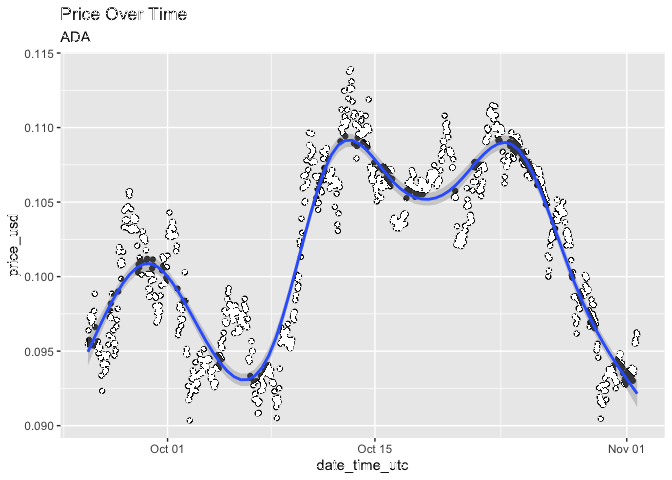 Price Over Time
ADA
0.115
0.110
0.105
0.100
0.095
0.090
price_usd
Oct 01
Oct 15
Nov 01
date_time_utc